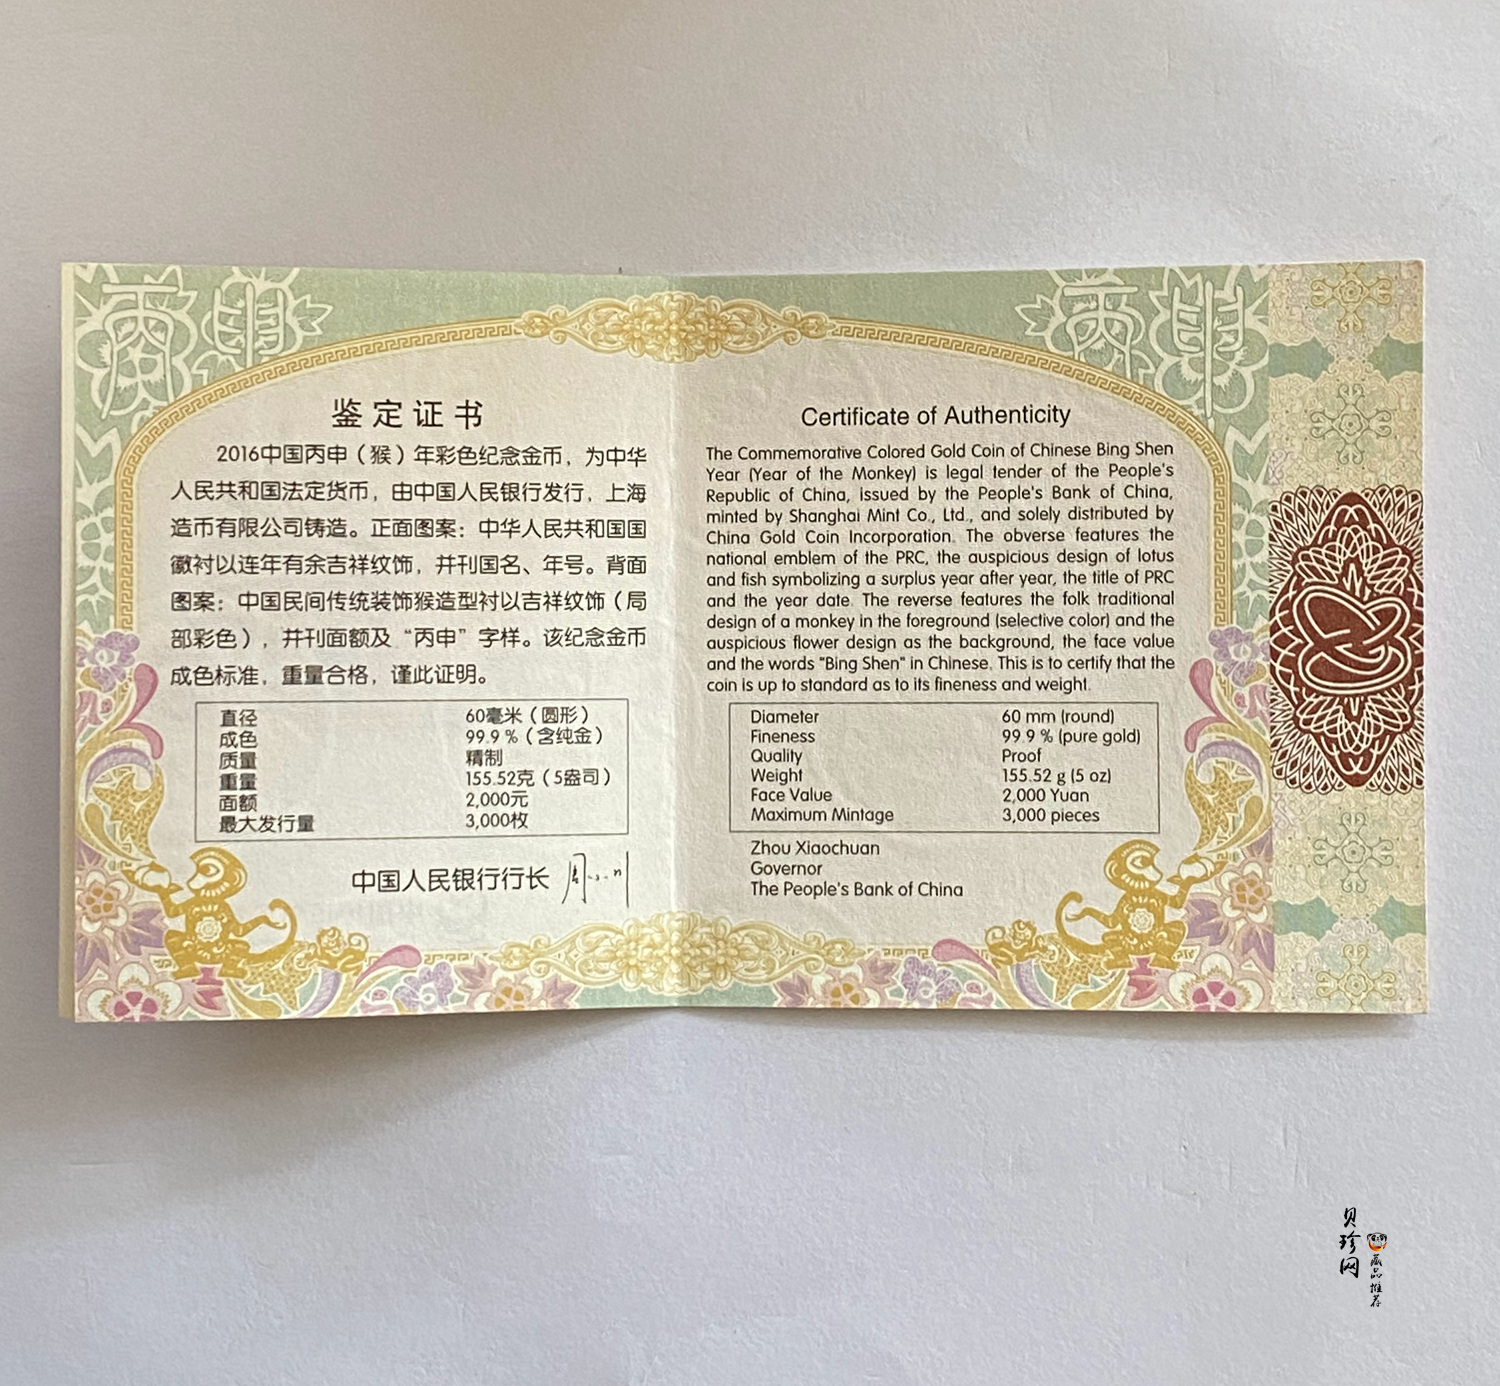 丙申
鉴定证书
2016中国丙申（猴）年彩色纪念金币，为中华
人民共和国法定货币，由中国人民银行发行，上海
造币有限公司铸造。正面图案：中华人民共和国国
徽衬以连年有余吉祥纹饰，并刊国名、年号。背面
图案：中国民间传统装饰猴造型衬以吉祥纹饰（局
部彩色），并刊面额及“丙申”字样。该纪念金币
成色标准，重量合格，谨此证明。
直径 60毫米（圆形）
成色 99.9％（含纯金）
质量 精制
重量 155.52克（5盎司）
面额 2,000元
最大发行量 3,000枚
中国人民银行行长 周小川
丙申
Certificate of Authenticity
The Commemorative Colored Gold Coin of Chinese Bing Shen
Year (Year of the Monkey) is legal tender of the People's
Republic of China, issued by the People's Bank of China,
minted by Shanghai Mint Co., Ltd., and solely distributed by
China Gold Coin Incorporation. The obverse features the
national emblem of the PRC, the auspicious design of lotus
and fish symbolizing a surplus year after year, the title of PRC
and the year date. The reverse features the folk traditional
design of a monkey in the foreground (selective color) and the
auspicious flower design as the background, the face value
and the words "Bing Shen" in Chinese. This is to certify that the
coin is up to standard as to its fineness and weight.
Diameter 60 mm (round)
Fineness 99.9 % (pure gold)
Quality Proof
Weight 155.52 g (5 oz)
Face Value 2,000 Yuan
Maximum Mintage 3,000 pieces
Zhou Xiaochuan
Governor
The People's Bank of China
贝珍网
藏品推荐